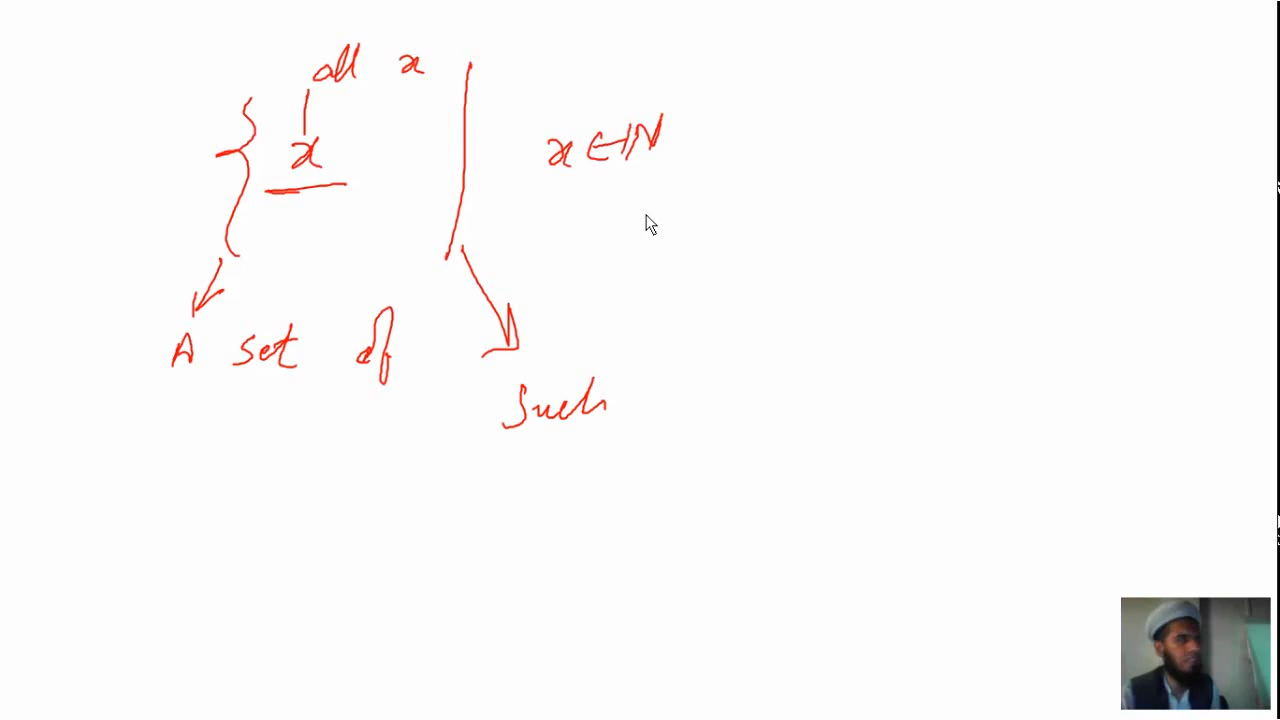 all x
{ x | x ∈ ℕ
A set of
Such